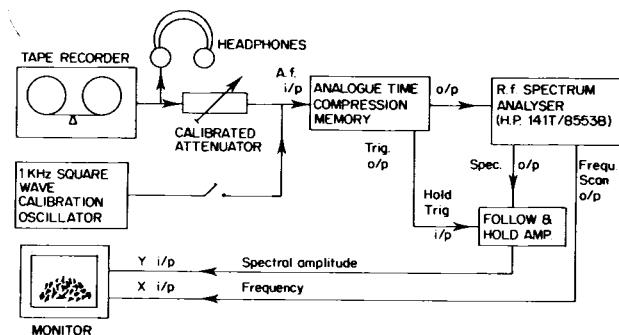 HEADPHONES
TAPE RECORDER
CALIBRATED
ATTENUATOR
A.f.
i/p
ANALOGUE TIME
COMPRESSION
MEMORY
o/p
R.f. SPECTRUM
ANALYSER
(H.P. 141T/8553B)
Trig.
o/p
Spec. o/p
Frequ.
Scan
o/p
1 KHz SQUARE
WAVE
CALIBRATION
OSCILLATOR
Hold
Trig
i/p
FOLLOW &
HOLD AMP.
Y i/p Spectral amplitude
X i/p Frequency
MONITOR